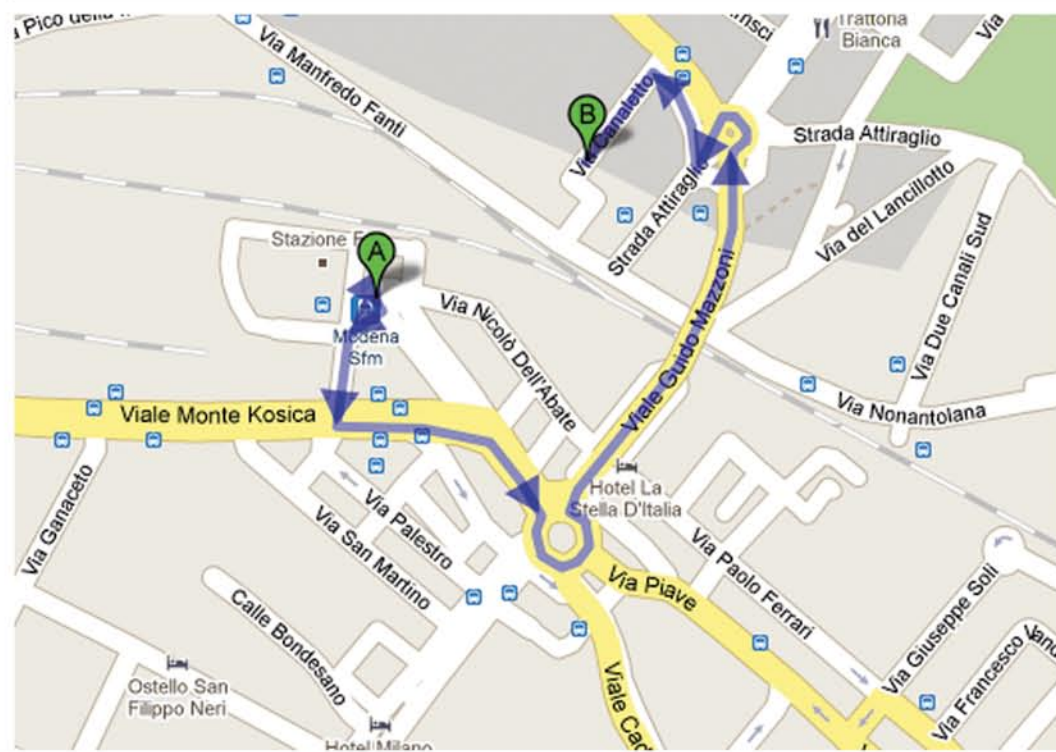 Via Manfredo Fanti
Trattoria
Bianca
B
Via Canaletto
Strada Attiraglio
Strada Attiraglio
Via del Lancillotto
Via Due Canali Sud
Stazione
A
Modena
Sfm
Via Nicolò Dell'Abate
Viale Guido Mazzoni
Via Nonantolana
Viale Monte Kosica
Hotel La
Stella D'Italia
Via Ganaceto
Via Palestro
Via San Martino
Via Paolo Ferrari
Via Piave
Calle Bondesano
Via Giuseppe Soli
Via Francesco
Ostello San
Filippo Neri
Viale
Hotel Milano